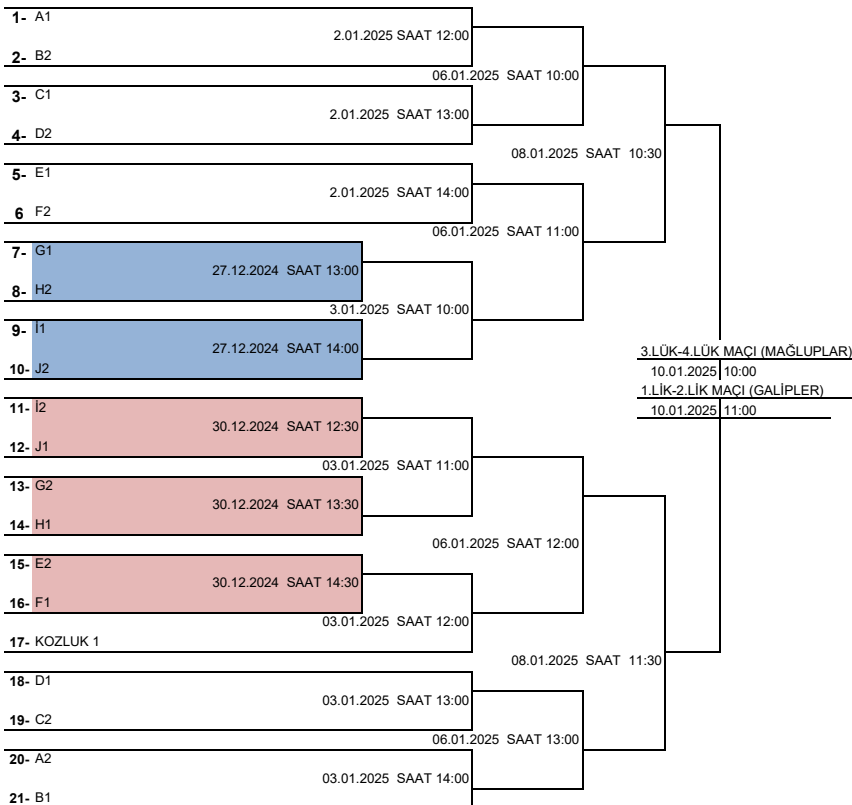 1- A1
2.01.2025 SAAT 12:00
2- B2
06.01.2025 SAAT 10:00
3- C1
2.01.2025 SAAT 13:00
4- D2
08.01.2025 SAAT 10:30
5- E1
2.01.2025 SAAT 14:00
6 F2
06.01.2025 SAAT 11:00
7- G1
27.12.2024 SAAT 13:00
8- H2
3.01.2025 SAAT 10:00
9- I1
27.12.2024 SAAT 14:00
10- J2
3.LÜK-4.LÜK MAÇI (MAĞLUPLAR)
10.01.2025 10:00
1.LİK-2.LİK MAÇI (GALİPLER)
10.01.2025 11:00
11- İ2
30.12.2024 SAAT 12:30
12- J1
03.01.2025 SAAT 11:00
13- G2
30.12.2024 SAAT 13:30
14- H1
06.01.2025 SAAT 12:00
15- E2
30.12.2024 SAAT 14:30
16- F1
03.01.2025 SAAT 12:00
17- KOZLUK 1
08.01.2025 SAAT 11:30
18- D1
03.01.2025 SAAT 13:00
19- C2
06.01.2025 SAAT 13:00
20- A2
03.01.2025 SAAT 14:00
21- B1